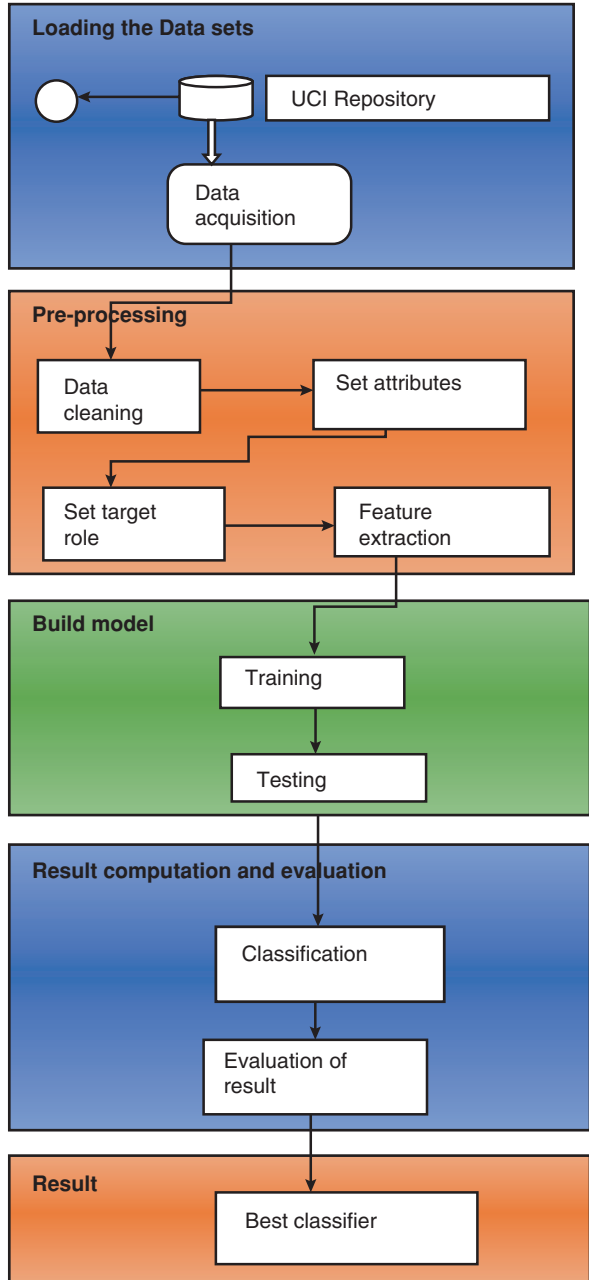 Loading the Data sets
UCI Repository
Data
acquisition
Pre-processing
Data
cleaning
Set attributes
Set target
role
Feature
extraction
Build model
Training
Testing
Result computation and evaluation
Classification
Evaluation of
result
Result
Best classifier